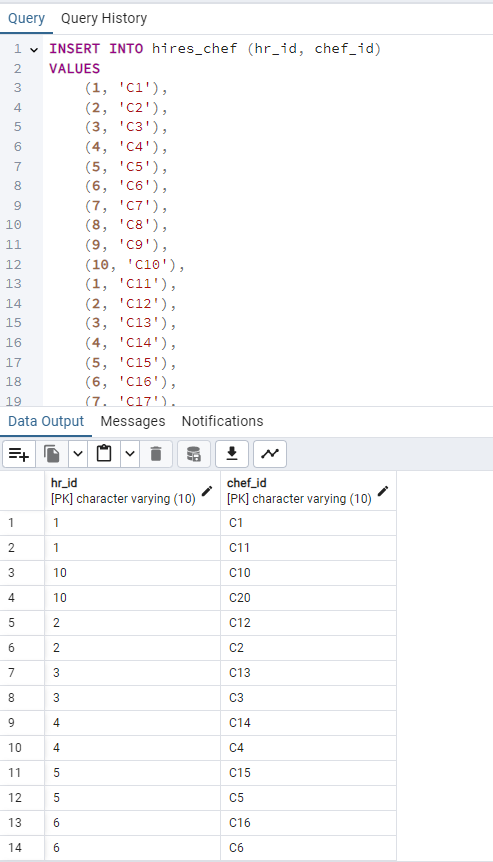 Query Query History
1 INSERT INTO hires_chef (hr_id, chef_id)
2 VALUES
3 (1, 'C1'),
4 (2, 'C2'),
5 (3, 'C3'),
6 (4, 'C4'),
7 (5, 'C5'),
8 (6, 'C6'),
9 (7, 'C7'),
10 (8, 'C8'),
11 (9, 'C9'),
12 (10, 'C10'),
13 (1, 'C11'),
14 (2, 'C12'),
15 (3, 'C13'),
16 (4, 'C14'),
17 (5, 'C15'),
18 (6, 'C16'),
19 (7, 'C17'),
Data Output Messages Notifications
hr_id chef_id
[PK] character varying (10) [PK] character varying (10)
1 1 C1
2 1 C11
3 10 C10
4 10 C20
5 2 C12
6 2 C2
7 3 C13
8 3 C3
9 4 C14
10 4 C4
11 5 C15
12 5 C5
13 6 C16
14 6 C6